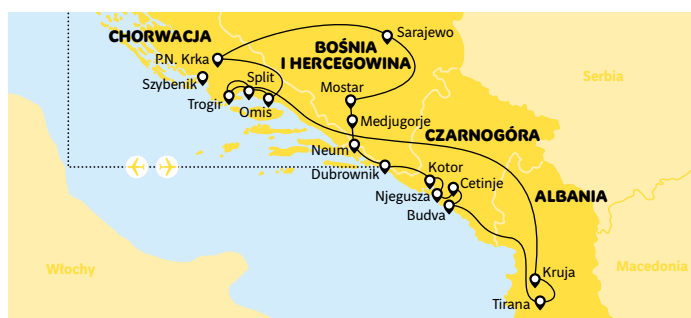 CHORWACJA
Sarajewo
BOŚNIA
I HERCEGOWINA
P.N. Krka
Serbia
Szybenik
Split
Mostar
Trogir
Omis
Medjugorje
CZARNOGÓRA
Neum
Dubrownik
Kotor
Cetinje
Njegusza
ALBANIA
Budva
Włochy
Kruja
Macedonia
Tirana